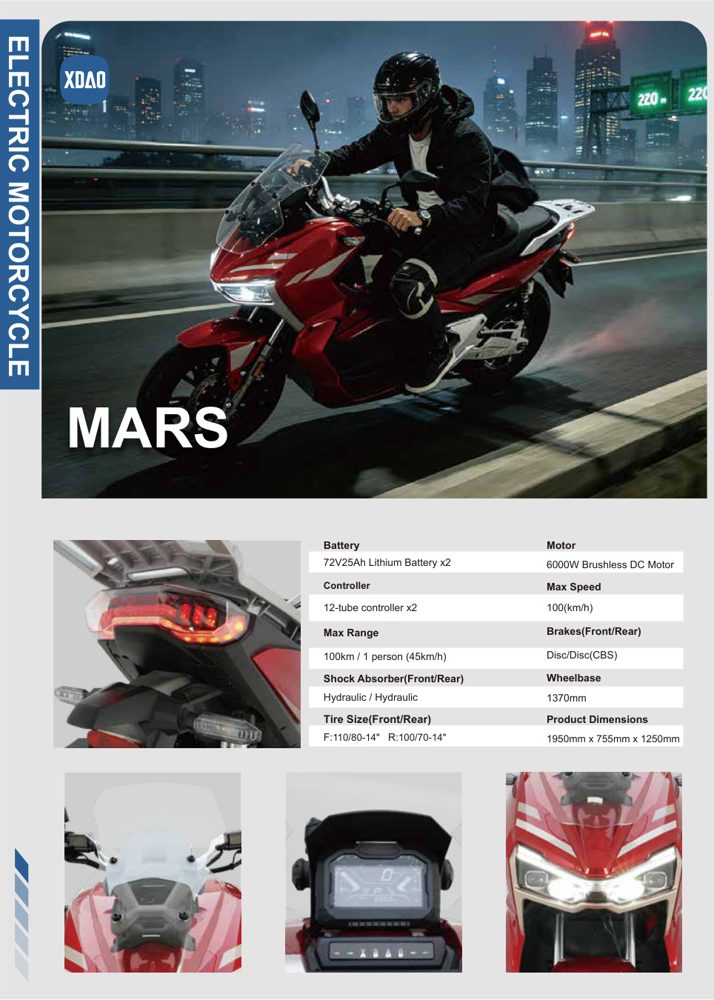 ELECTRIC MOTORCYCLE
XDAO
220
220
MARS
Battery
72V25Ah Lithium Battery x2
Controller
12-tube controller x2
Max Range
100km / 1 person (45km/h)
Shock Absorber(Front/Rear)
Hydraulic / Hydraulic
Tire Size(Front/Rear)
F:110/80-14" R:100/70-14"
Motor
6000W Brushless DC Motor
Max Speed
100(km/h)
Brakes(Front/Rear)
Disc/Disc(CBS)
Wheelbase
1370mm
Product Dimensions
1950mm x 755mm x 1250mm
XDAO